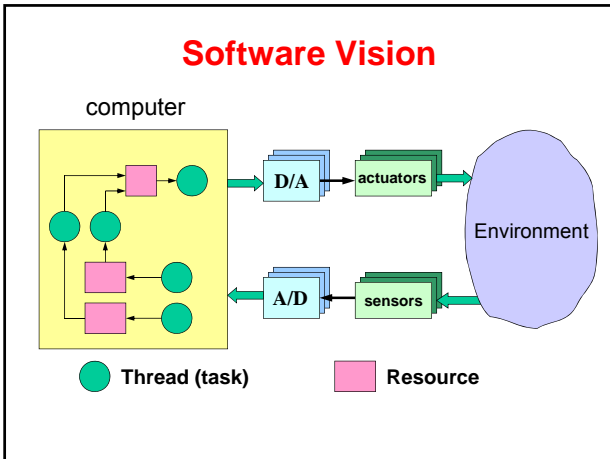 Software Vision
computer
D/A
actuators
Environment
A/D
sensors
Thread (task)
Resource